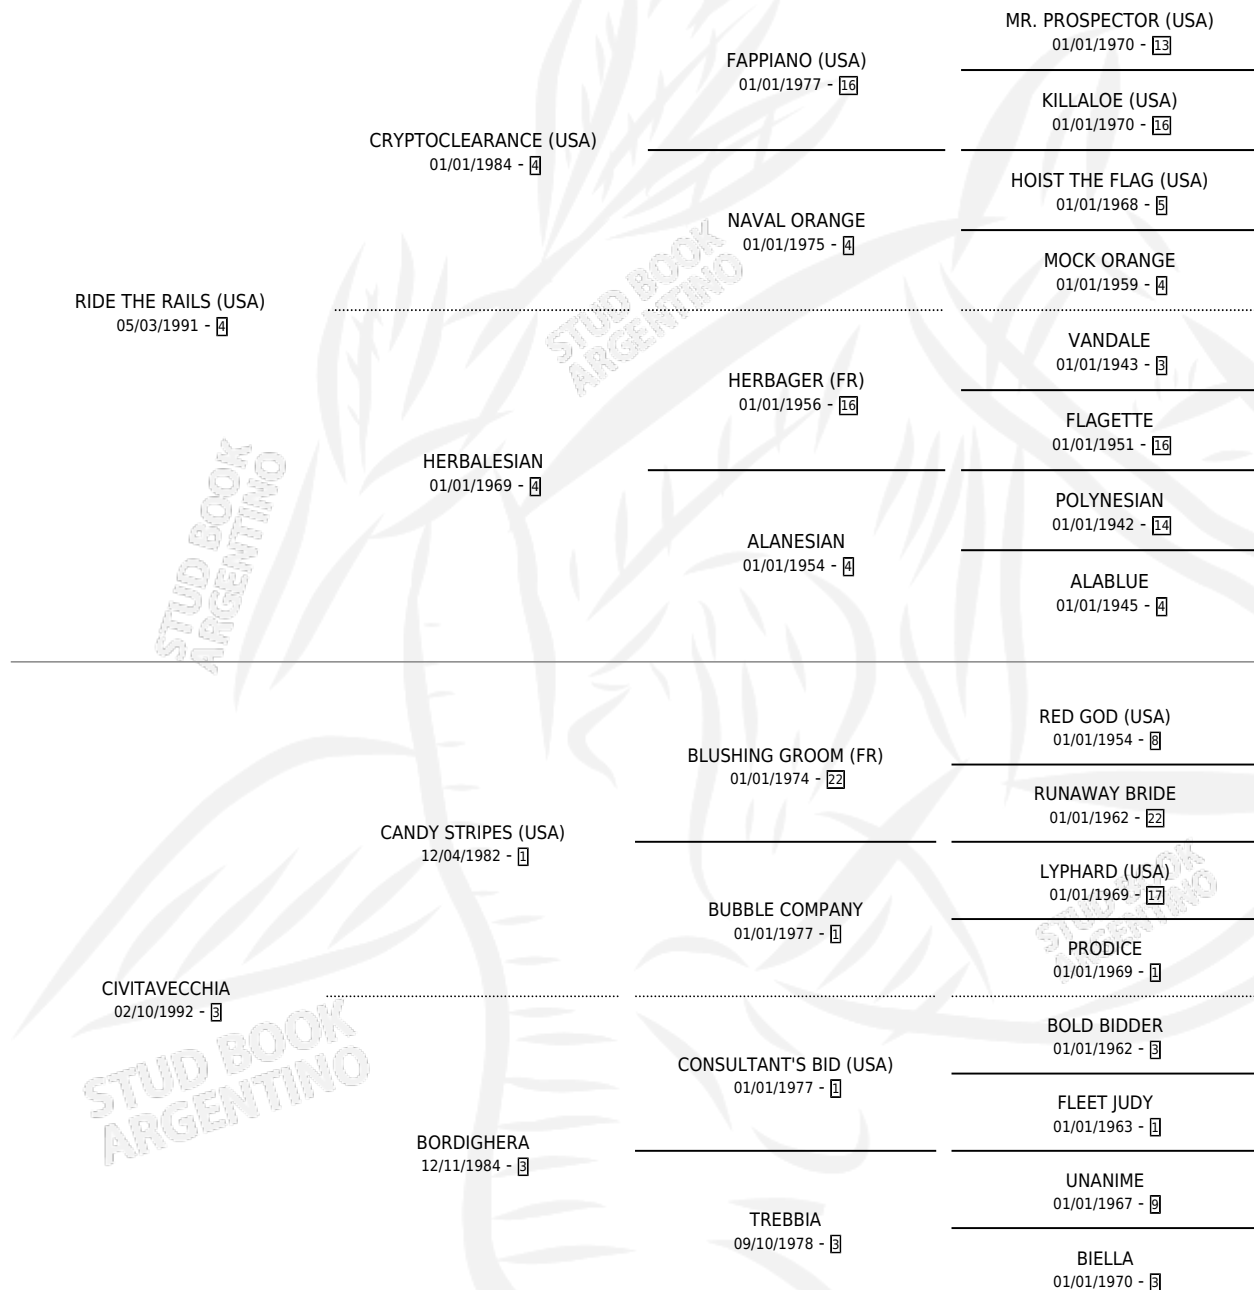 MR. PROSPECTOR (USA)
01/01/1970 - 13
FAPPIANO (USA)
01/01/1977 - 16
KILLALOE (USA)
01/01/1970 - 16
CRYPTOCLEARANCE (USA)
01/01/1984 - 4
HOIST THE FLAG (USA)
01/01/1968 - 5
NAVAL ORANGE
01/01/1975 - 4
MOCK ORANGE
01/01/1959 - 4
RIDE THE RAILS (USA)
05/03/1991 - 4
VANDALE
01/01/1943 - 3
HERBAGER (FR)
01/01/1956 - 16
FLAGETTE
01/01/1951 - 16
HERBALESIAN
01/01/1969 - 4
POLYNESIAN
01/01/1942 - 14
ALANESIAN
01/01/1954 - 4
ALABLUE
01/01/1945 - 4
RED GOD (USA)
01/01/1954 - 8
BLUSHING GROOM (FR)
01/01/1974 - 22
RUNAWAY BRIDE
01/01/1962 - 22
CANDY STRIPES (USA)
12/04/1982 - 1
LYPHARD (USA)
01/01/1969 - 17
BUBBLE COMPANY
01/01/1977 - 1
PRODICE
01/01/1969 - 1
CIVITAVECCHIA
02/10/1992 - 3
BOLD BIDDER
01/01/1962 - 3
CONSULTANT'S BID (USA)
01/01/1977 - 1
FLEET JUDY
01/01/1963 - 1
BORDIGHERA
12/11/1984 - 3
UNANIME
01/01/1967 - 9
TREBBIA
09/10/1978 - 3
BIELLA
01/01/1970 - 3
STUD BOOK
ARGENTINO
STUD BOOK
ARGENTINO
STUD BOOK
ARGENTINO
STUD BOOK
ARGENTINO